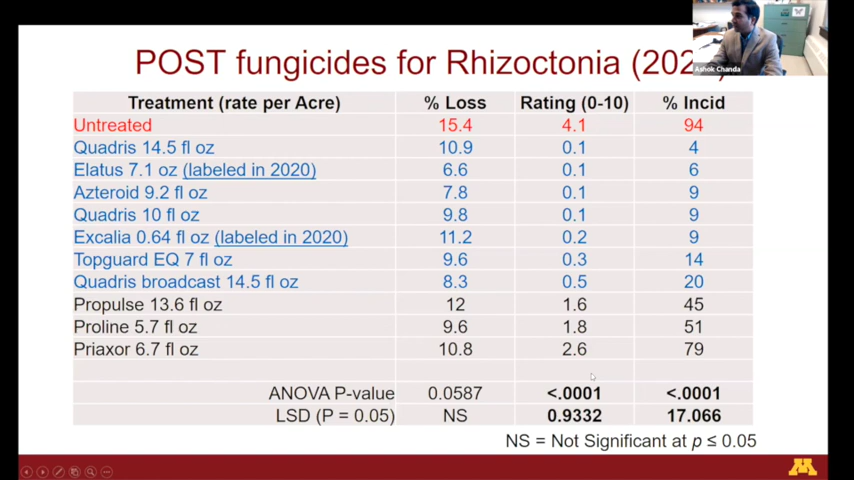 POST fungicides for Rhizoctonia (202
Ashok Chanda
Treatment (rate per Acre) % Loss Rating (0-10) % Incid
Untreated 15.4 4.1 94
Quadris 14.5 fl oz 10.9 0.1 4
Elatus 7.1 oz (labeled in 2020) 6.6 0.1 6
Azteroid 9.2 fl oz 7.8 0.1 9
Quadris 10 fl oz 9.8 0.1 9
Excalia 0.64 fl oz (labeled in 2020) 11.2 0.2 9
Topguard EQ 7 fl oz 9.6 0.3 14
Quadris broadcast 14.5 fl oz 8.3 0.5 20
Propulse 13.6 fl oz 12 1.6 45
Proline 5.7 fl oz 9.6 1.8 51
Priaxor 6.7 fl oz 10.8 2.6 79
ANOVA P-value 0.0587 <.0001 <.0001
LSD (P = 0.05) NS 0.9332 17.066
NS = Not Significant at p ≤ 0.05
M